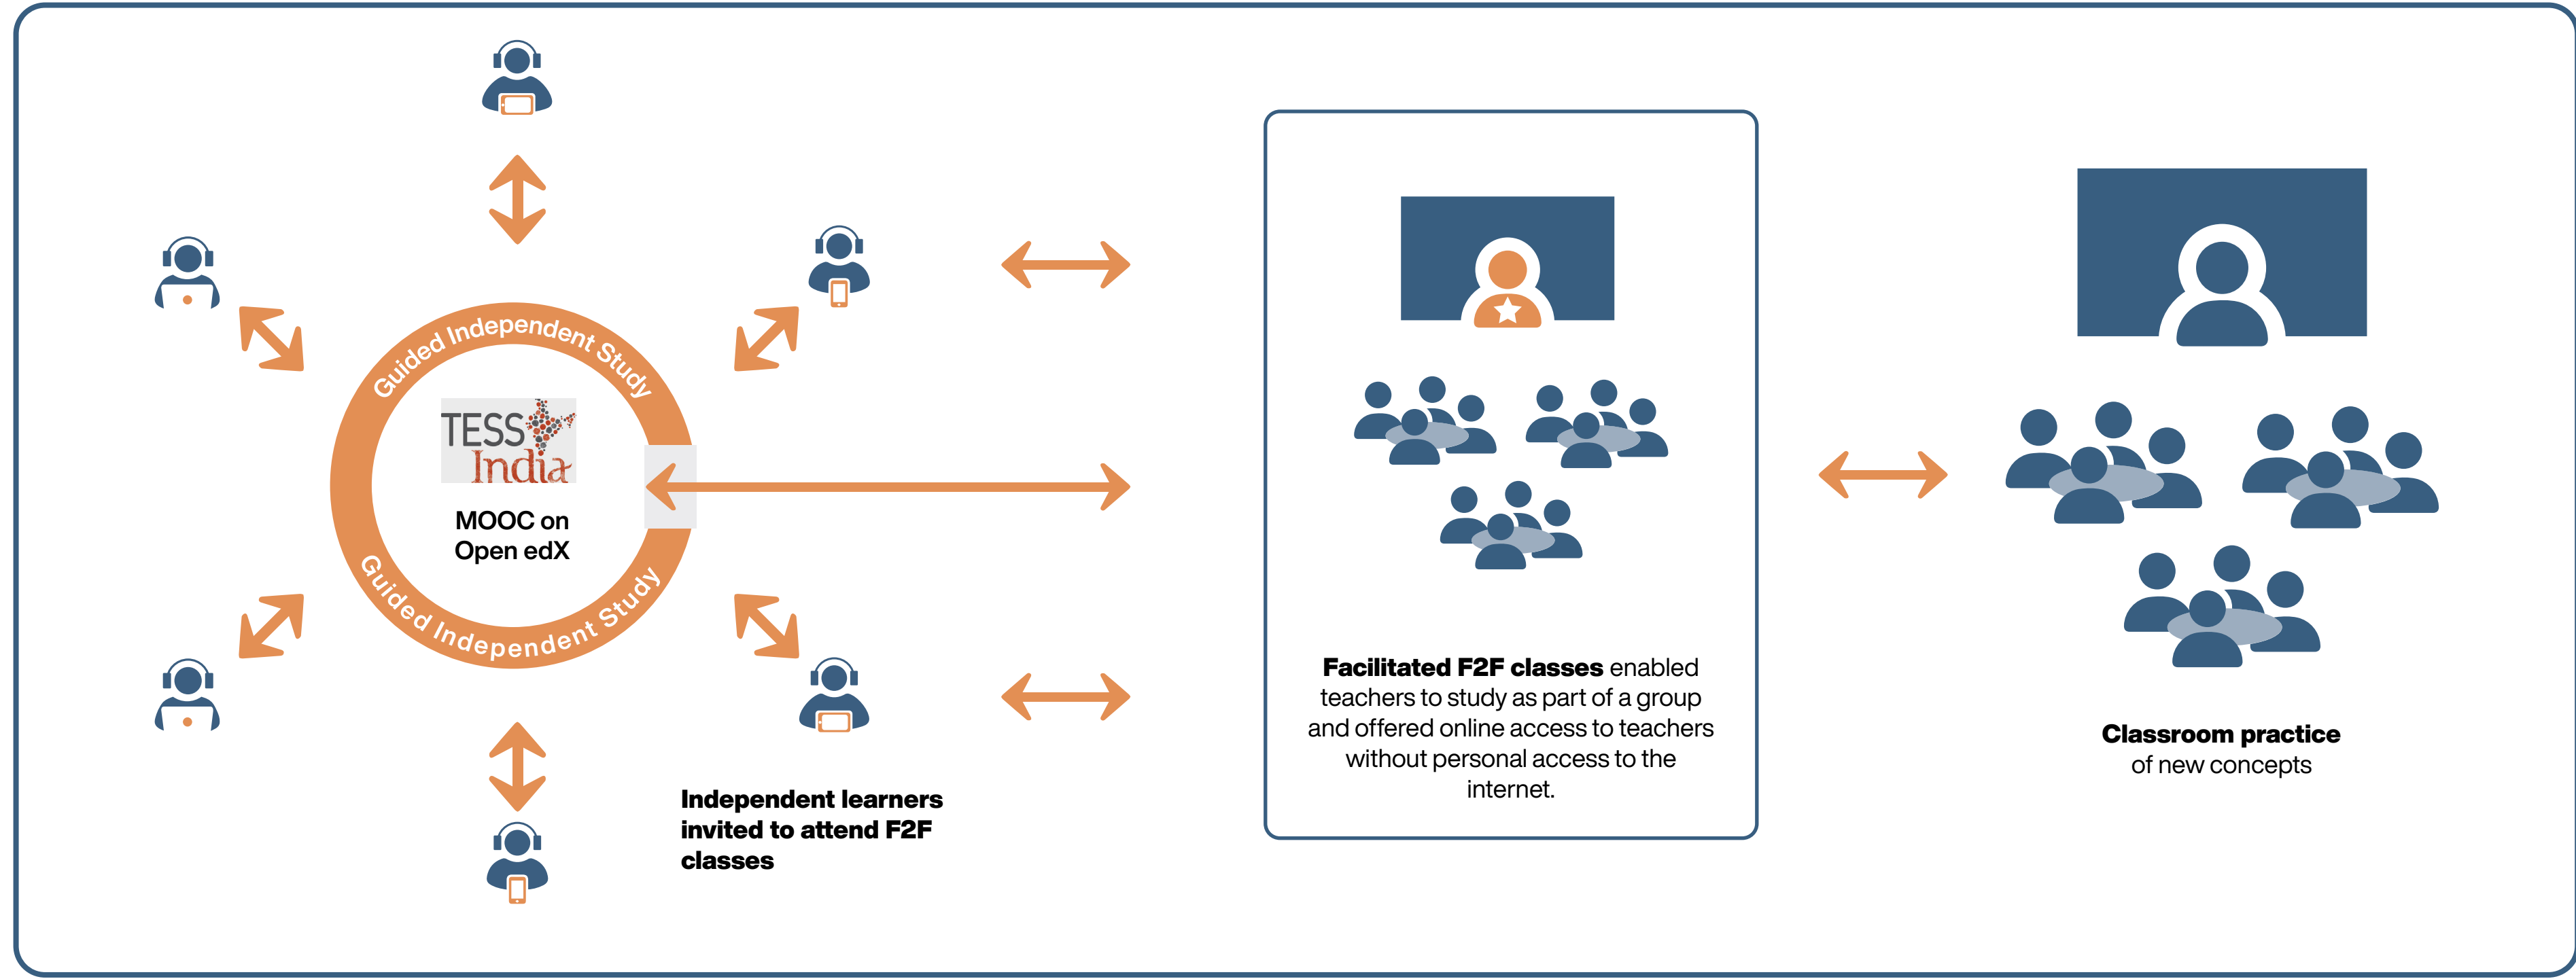 Guided Independent Study
TESS
India
MOOC on
Open edX
Guided Independent Study
Independent learners
invited to attend F2F
classes
Facilitated F2F classes enabled
teachers to study as part of a group
and offered online access to teachers
without personal access to the
internet.
Classroom practice
of new concepts